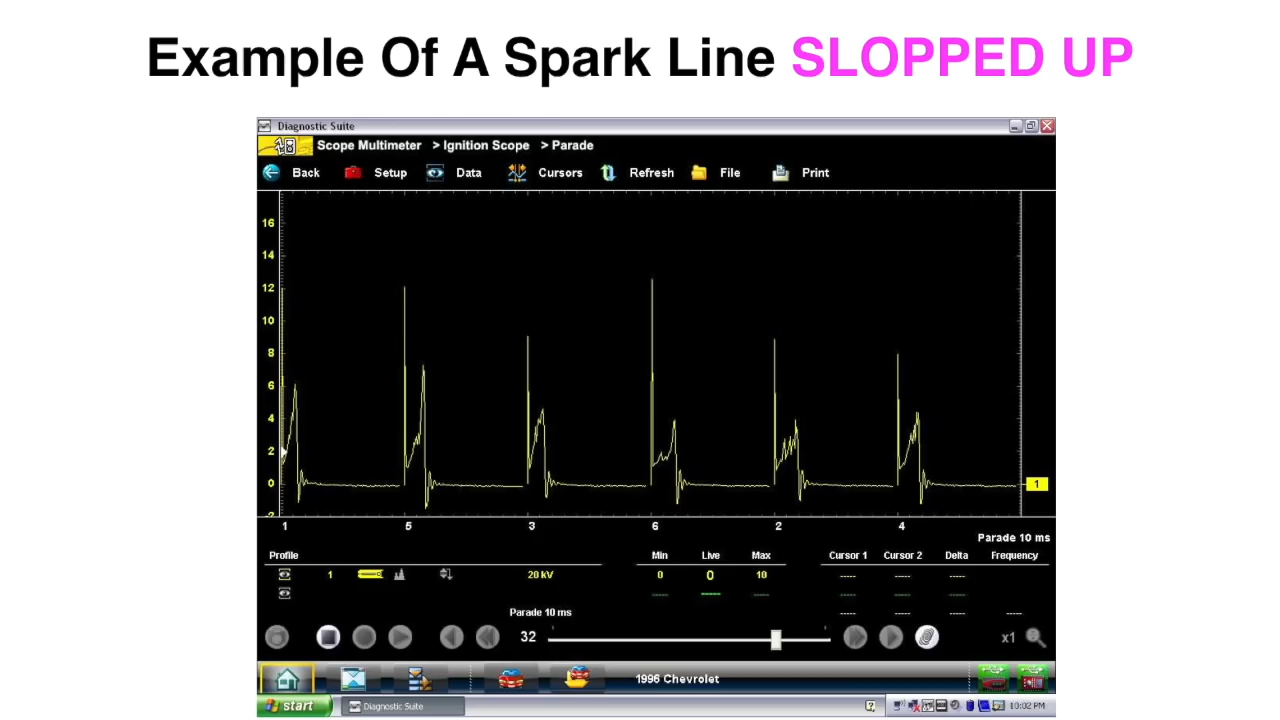 Example Of A Spark Line SLOPPED UP
Diagnostic Suite
Scope Multimeter > Ignition Scope > Parade
Back Setup Data Cursors Refresh File Print
16
14
12
10
8
6
4
2
0
-2
1
1 5 3 6 2 4
Parade 10 ms
Profile Min Live Max Cursor 1 Cursor 2 Delta Frequency
1 20 kV 0 0 10 ----- ----- -----
----- ----- ----- ----- ----- -----
Parade 10 ms ----- ----- ----- -----
32 x1
1996 Chevrolet
start Diagnostic Suite 10:02 PM